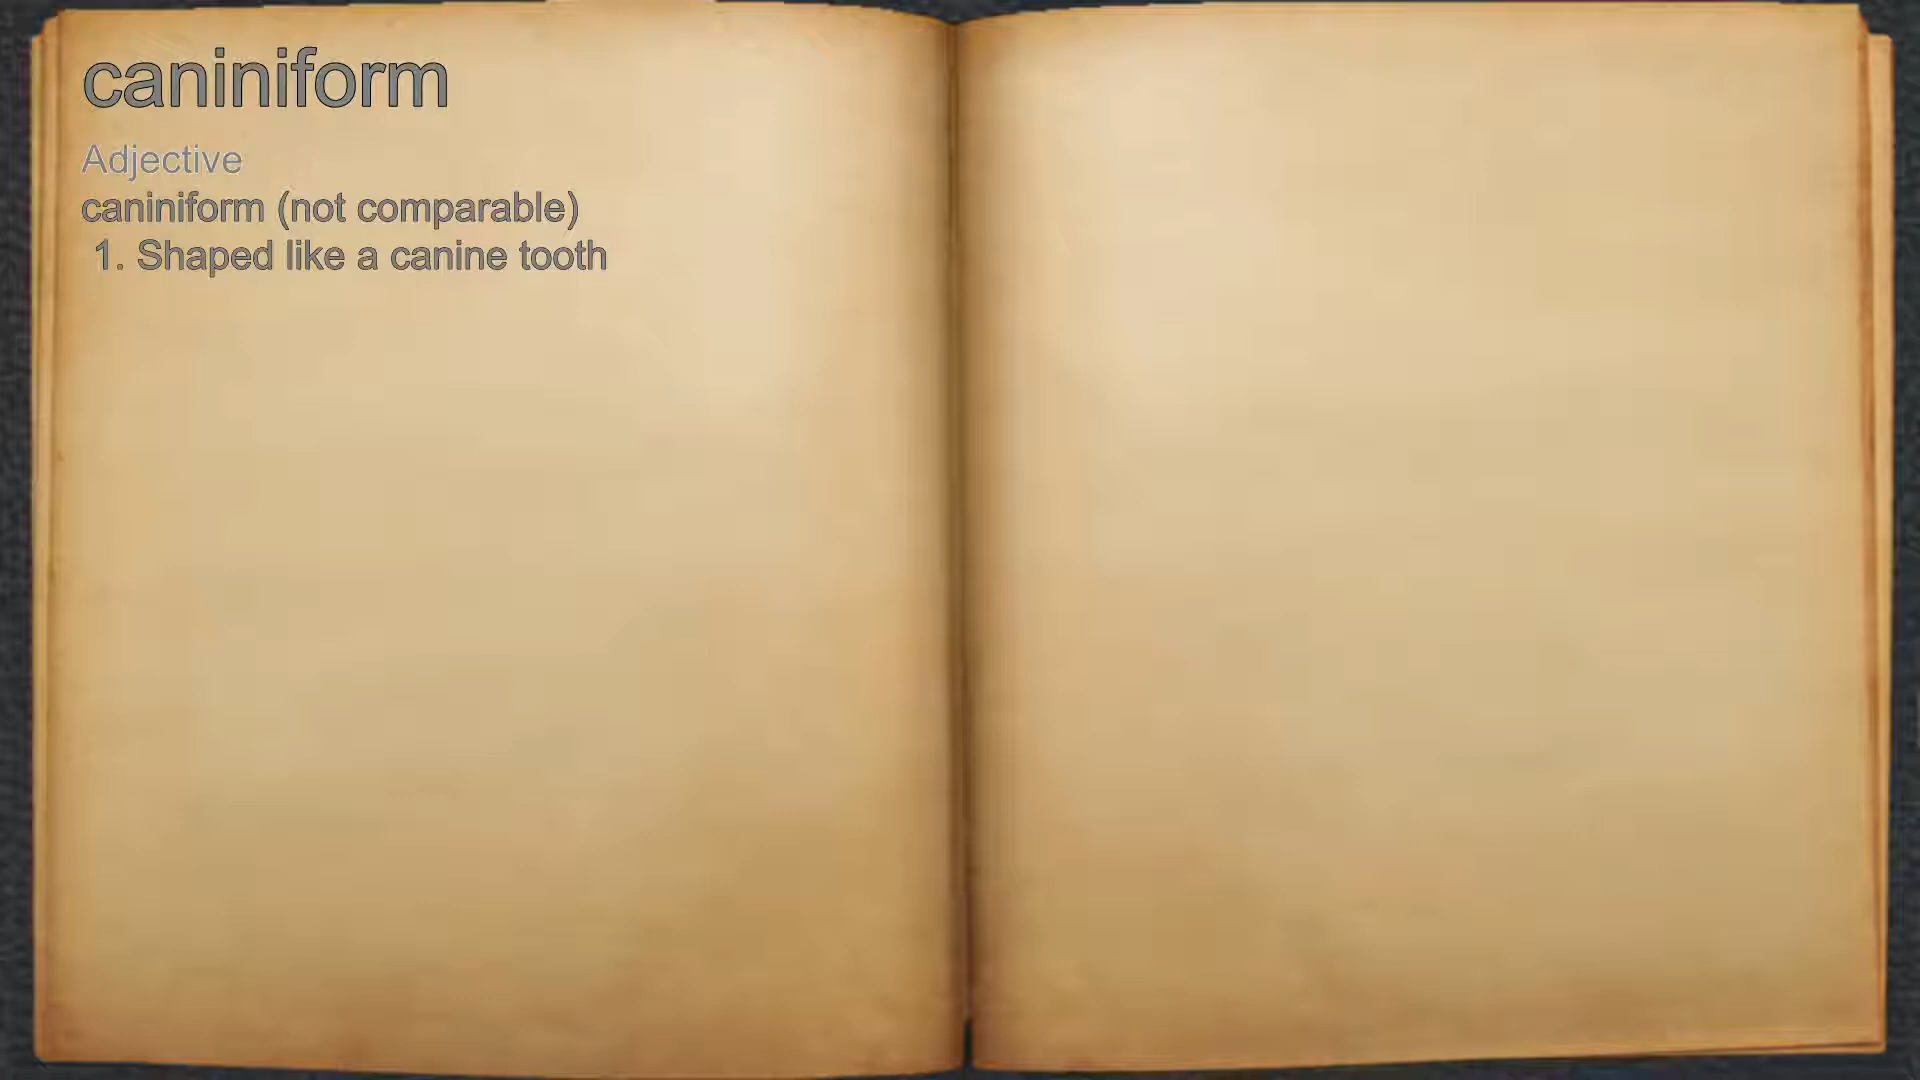 caniniform
Adjective
caniniform (not comparable)
1. Shaped like a canine tooth